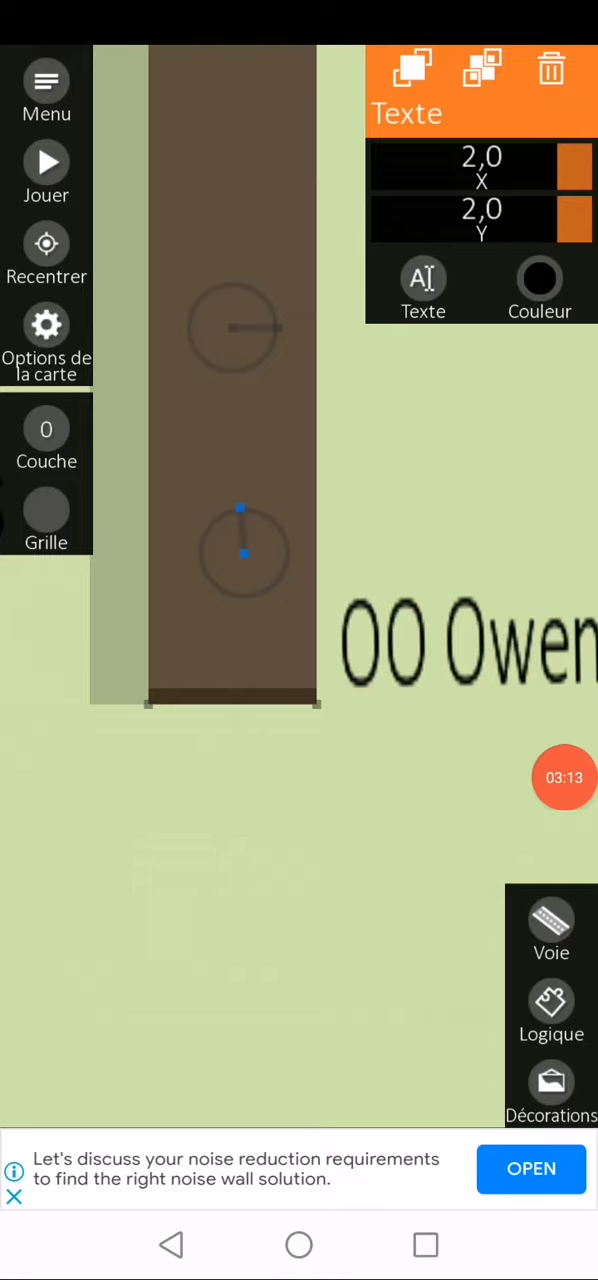 Menu
Jouer
Recentrer
Options de
la carte
0
Couche
Grille
Texte
2,0
X
2,0
Y
A
Texte
Couleur
OO Owen
03:13
Voie
Logique
Décorations
Let's discuss your noise reduction requirements
to find the right noise wall solution.
OPEN